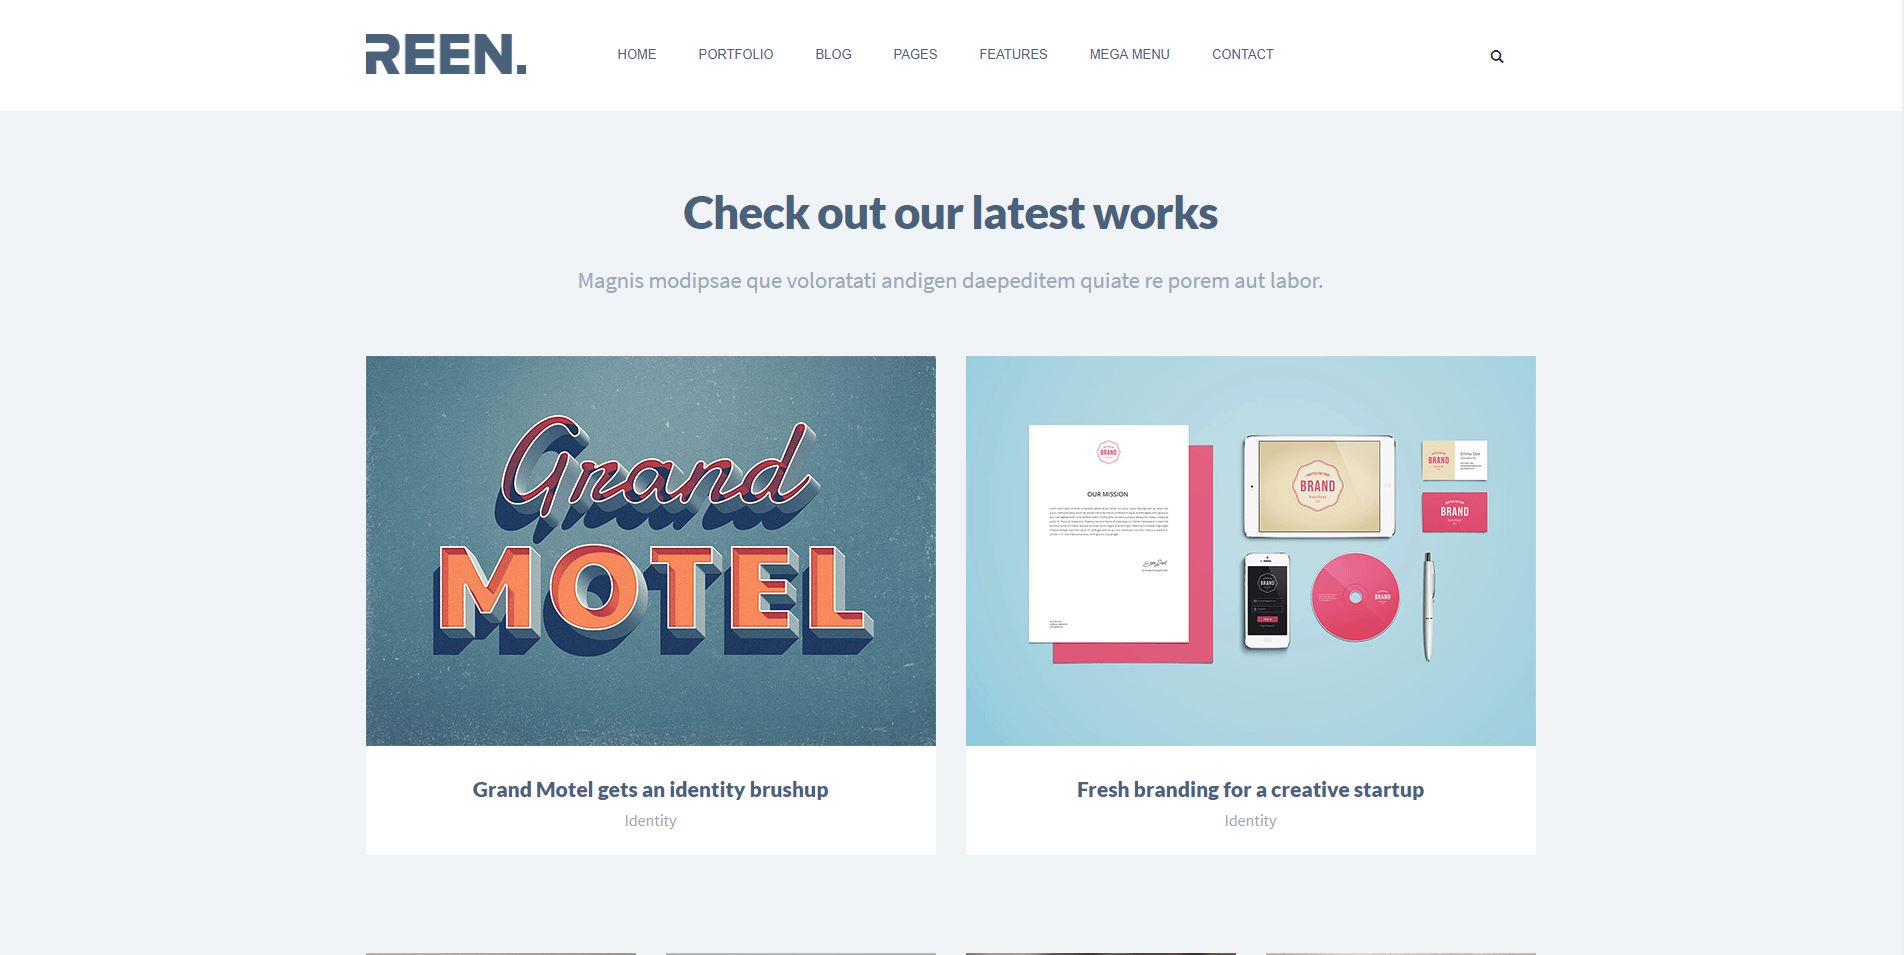 REEN.
HOME
PORTFOLIO
BLOG
PAGES
FEATURES
MEGA MENU
CONTACT
Check out our latest works
Magnis modipsae que voloratati andigen daepeditem quiate re porem aut labor.
Grand
MOTEL
BRAND
OUR MISSION
BRAND
BRAND
Emma Doe
BRAND
BRAND
BRAND
Grand Motel gets an identity brushup
Identity
Fresh branding for a creative startup
Identity